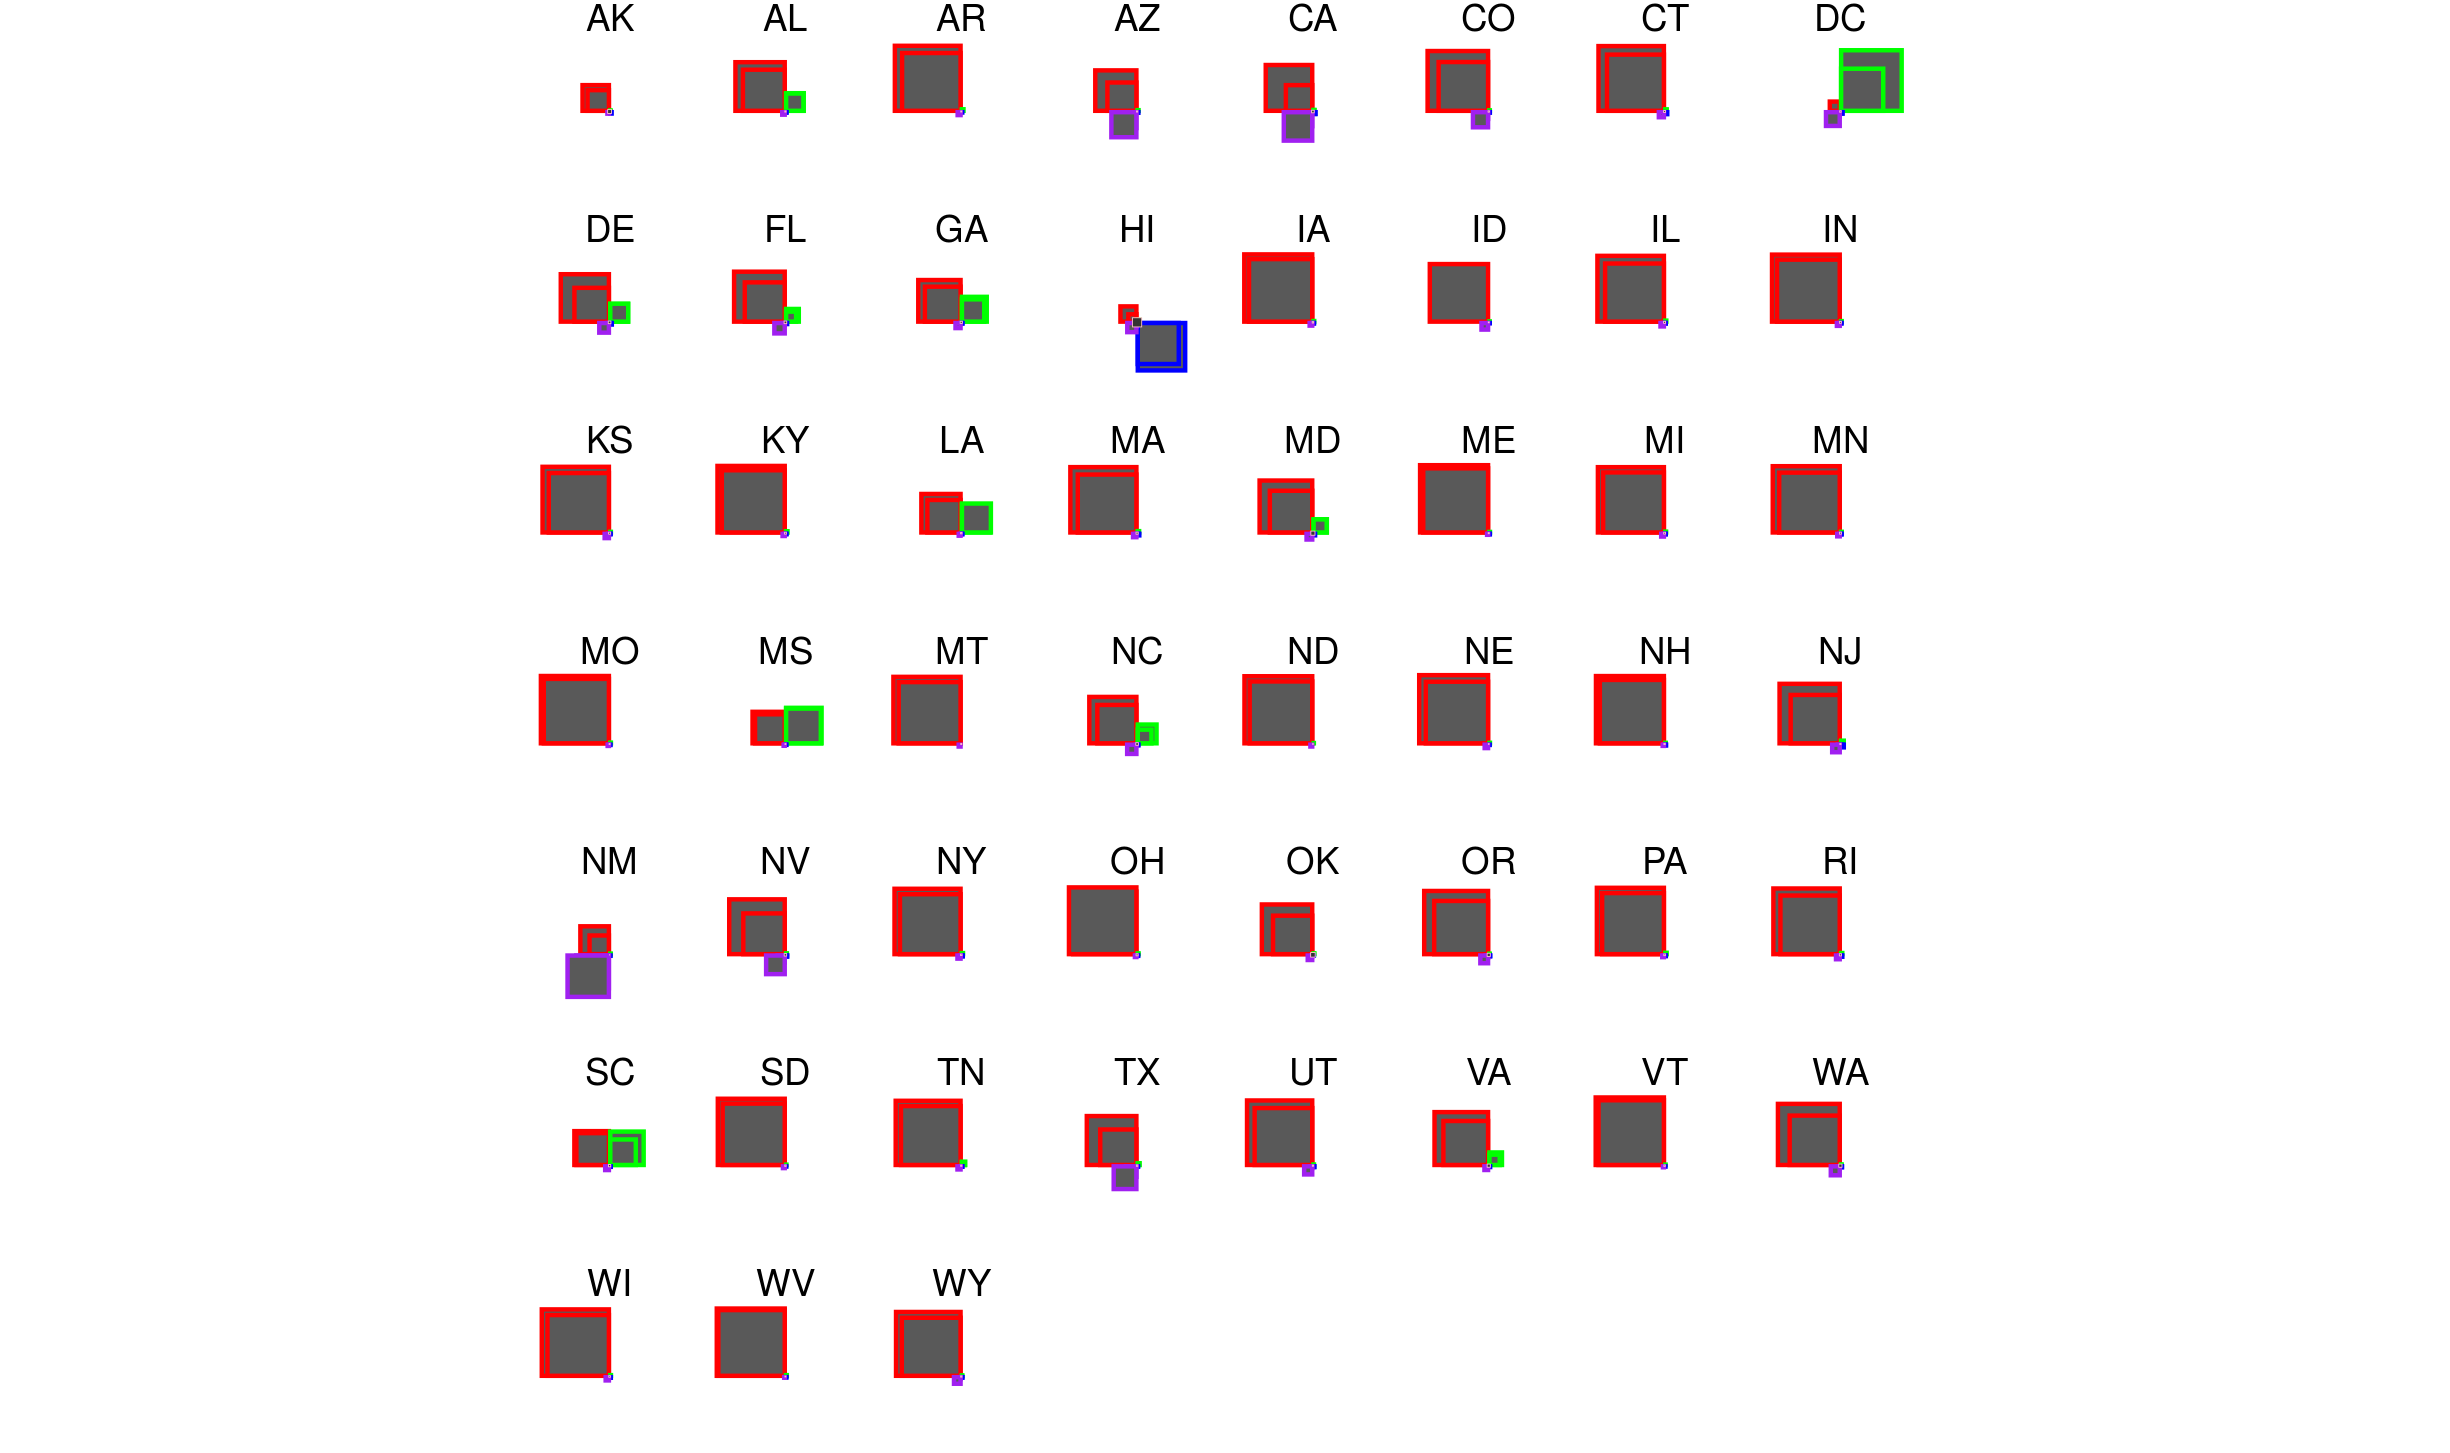 AK AL AR AZ CA CO CT DC
DE FL GA HI IA ID IL IN
KS KY LA MA MD ME MI MN
MO MS MT NC ND NE NH NJ
NM NV NY OH OK OR PA RI
SC SD TN TX UT VA VT WA
WI WV WY